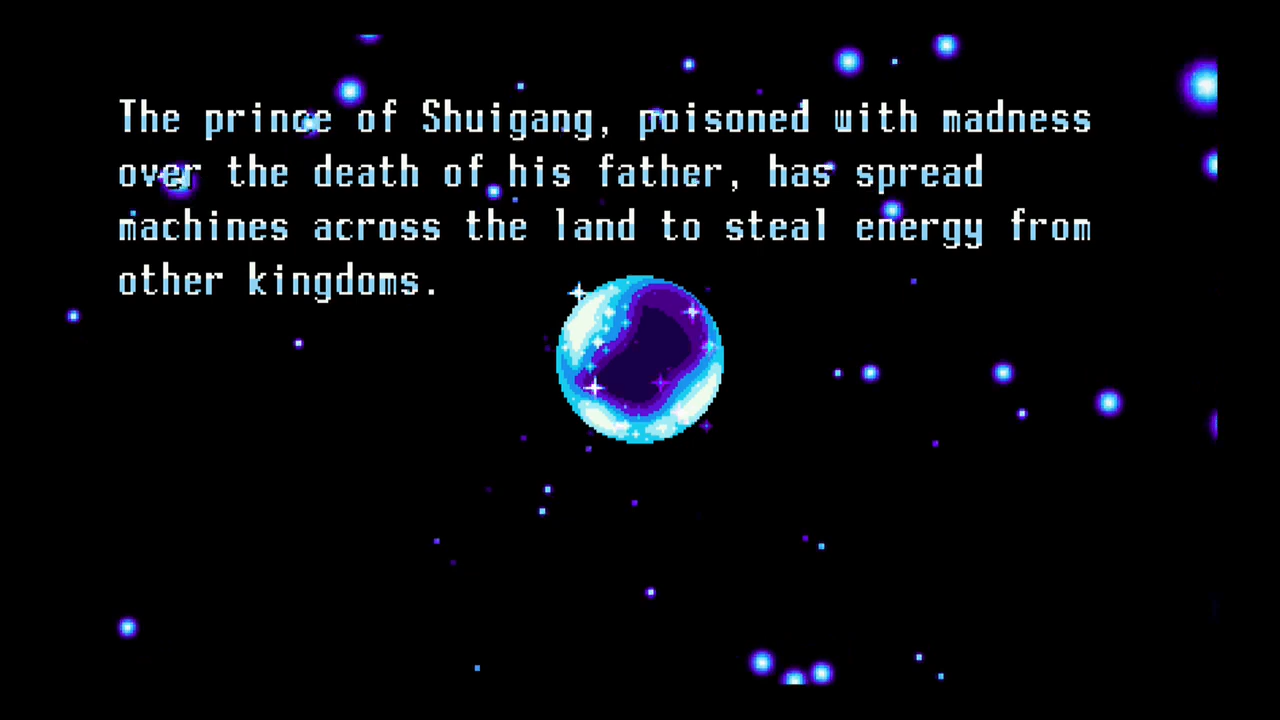 The prince of Shuigang, poisoned with madness
over the death of his father, has spread
machines across the land to steal energy from
other kingdoms.